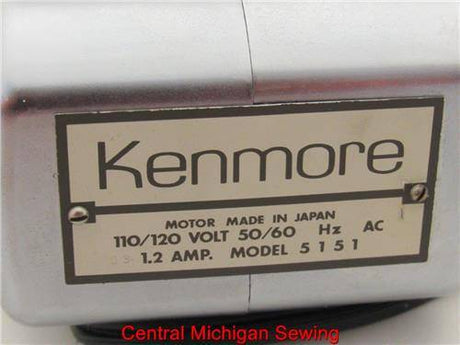 Kenmore
MOTOR MADE IN JAPAN
110/120 VOLT 50/60 Hz AC
1.2 AMP. MODEL 5151
Central Michigan Sewing